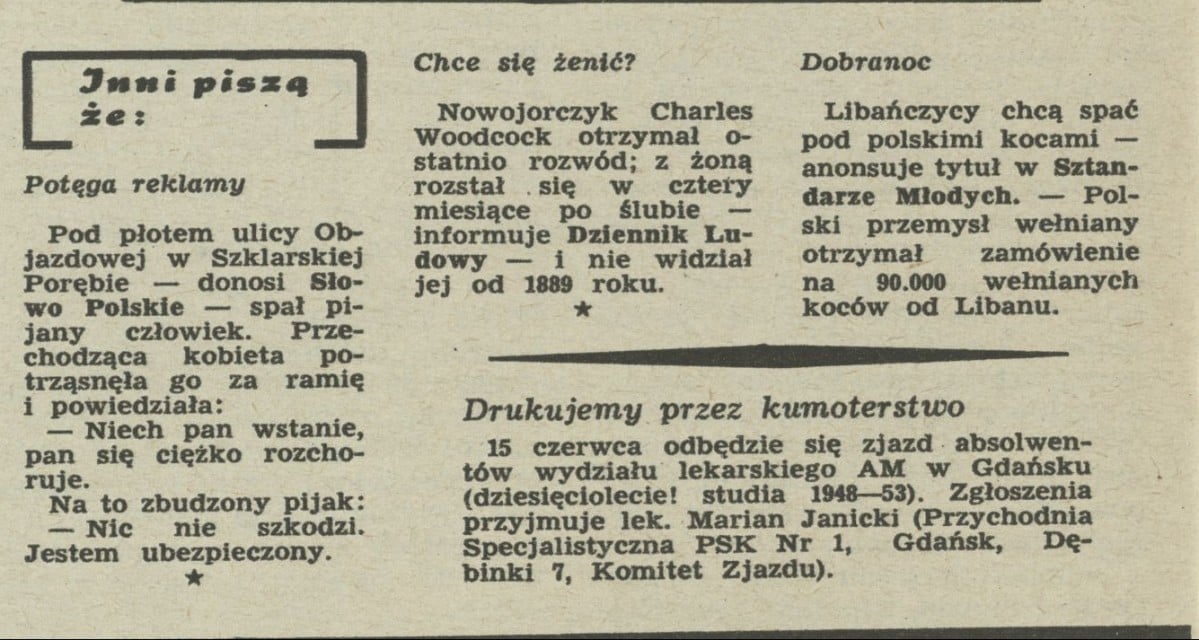 Inni piszą
że:
Potęga reklamy
Pod płotem ulicy Ob-
jazdowej w Szklarskiej
Porębie — donosi Sło-
wo Polskie — spał pi-
jany człowiek. Prze-
chodząca kobieta po-
trząsnęła go za ramię
i powiedziała:
— Niech pan wstanie,
pan się ciężko rozcho-
ruje.
Na to zbudzony pijak:
— Nic nie szkodzi.
Jestem ubezpieczony.
★
Chce się żenić?
Nowojorczyk Charles
Woodcock otrzymał o-
statnio rozwód; z żoną
rozstał się w cztery
miesiące po ślubie —
informuje Dziennik Lu-
dowy — i nie widział
jej od 1889 roku.
★
Dobranoc
Libańczycy chcą spać
pod polskimi kocami —
anonsuje tytuł w Sztan-
darze Młodych. — Pol-
ski przemysł wełniany
otrzymał zamówienie
na 90.000 wełnianych
koców od Libanu.
Drukujemy przez kumoterstwo
15 czerwca odbędzie się zjazd absolwen-
tów wydziału lekarskiego AM w Gdańsku
(dziesięciolecie! studia 1948—53). Zgłoszenia
przyjmuje lek. Marian Janicki (Przychodnia
Specjalistyczna PSK Nr 1, Gdańsk, Dę-
binki 7, Komitet Zjazdu).